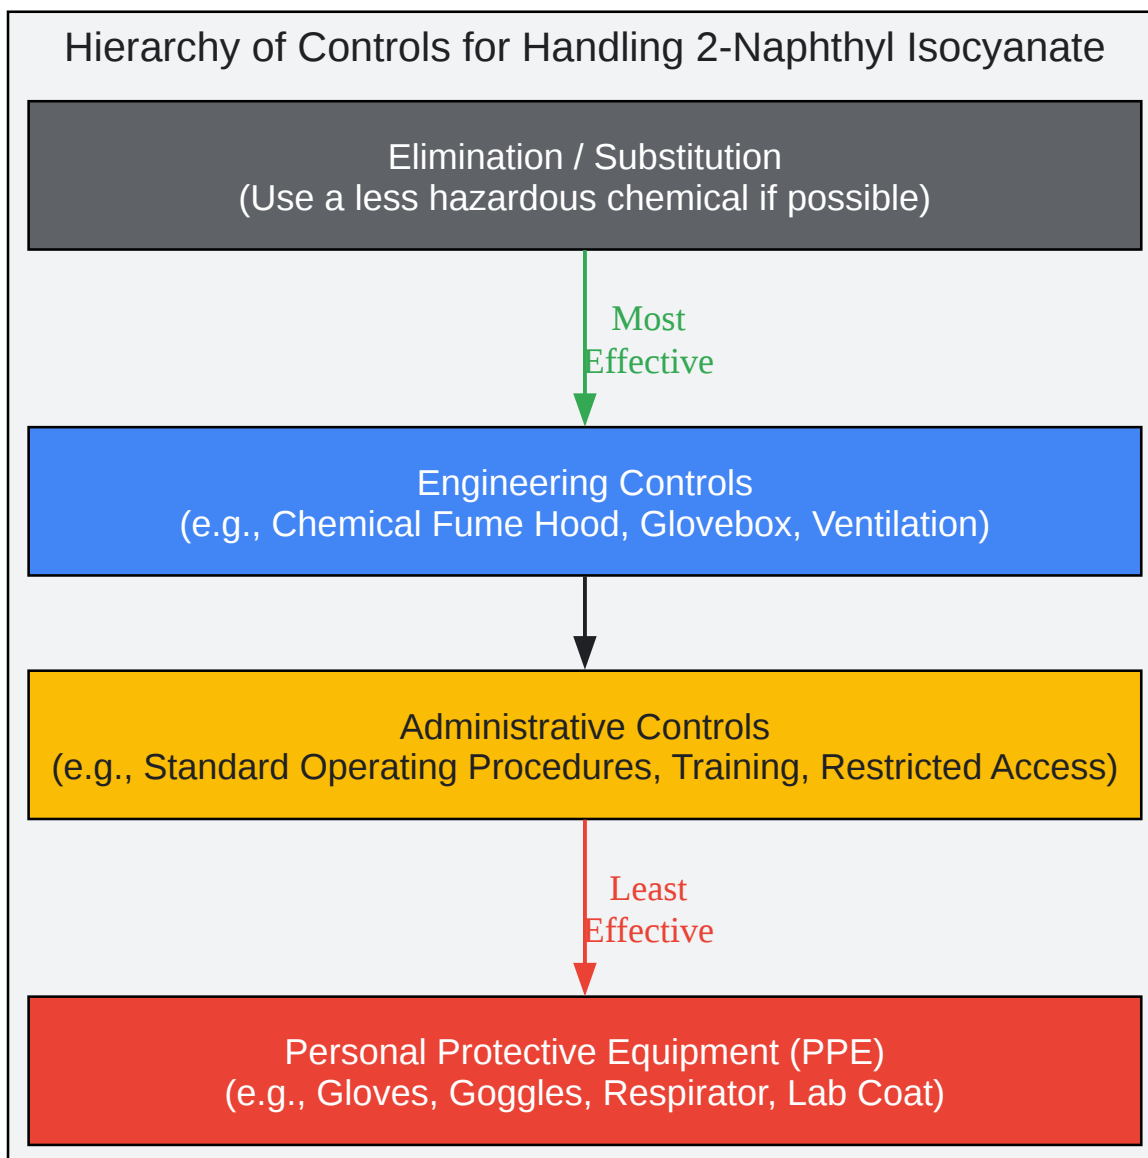 Hierarchy of Controls for Handling 2-Naphthyl Isocyanate
Elimination / Substitution
(Use a less hazardous chemical if possible)
Most
Effective
Engineering Controls
(e.g., Chemical Fume Hood, Glovebox, Ventilation)
Administrative Controls
(e.g., Standard Operating Procedures, Training, Restricted Access)
Least
Effective
Personal Protective Equipment (PPE)
(e.g., Gloves, Goggles, Respirator, Lab Coat)